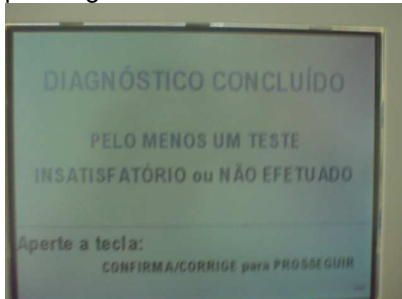 DIAGNÓSTICO CONCLUÍDO
PELO MENOS UM TESTE
INSATISFATÓRIO ou NÃO EFETUADO
Aperte a tecla:
CONFIRMA/CORRIGE para PROSSEGUIR